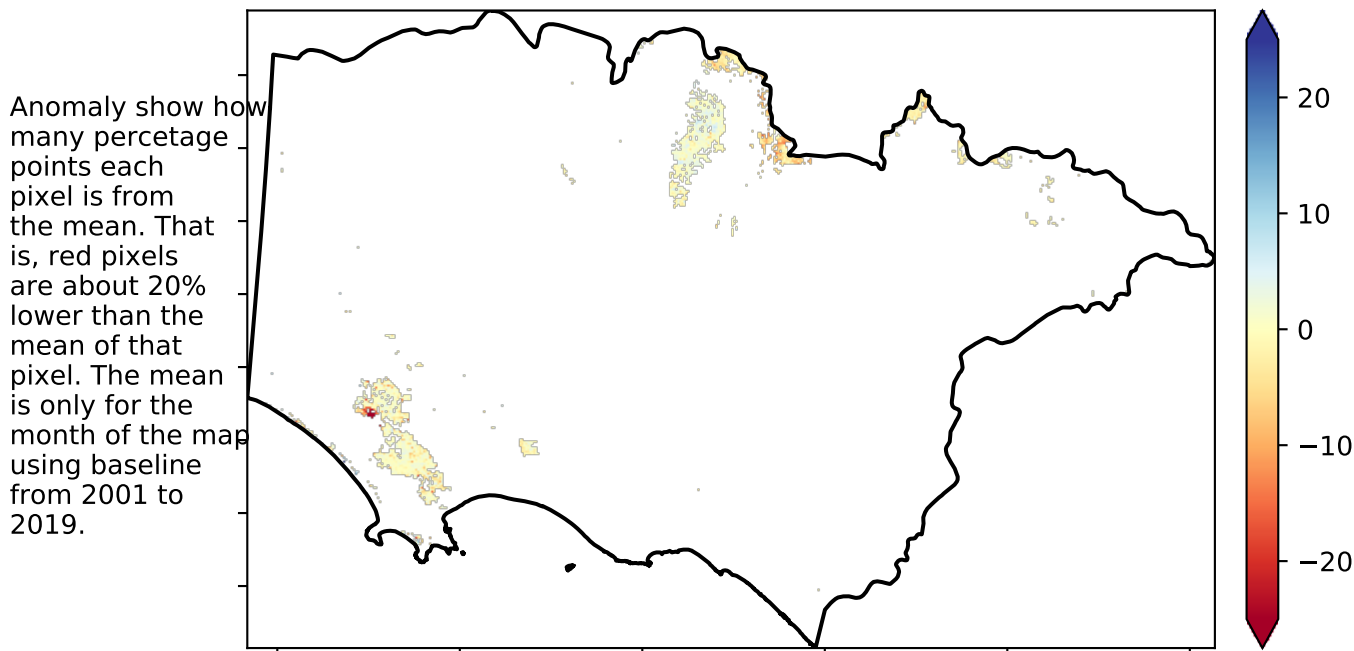 Anomaly show how
many percetage
points each
pixel is from
the mean. That
is, red pixels
are about 20%
lower than the
mean of that
pixel. The mean
is only for the
month of the map
using baseline
from 2001 to
2019.
20
10
0
−10
−20